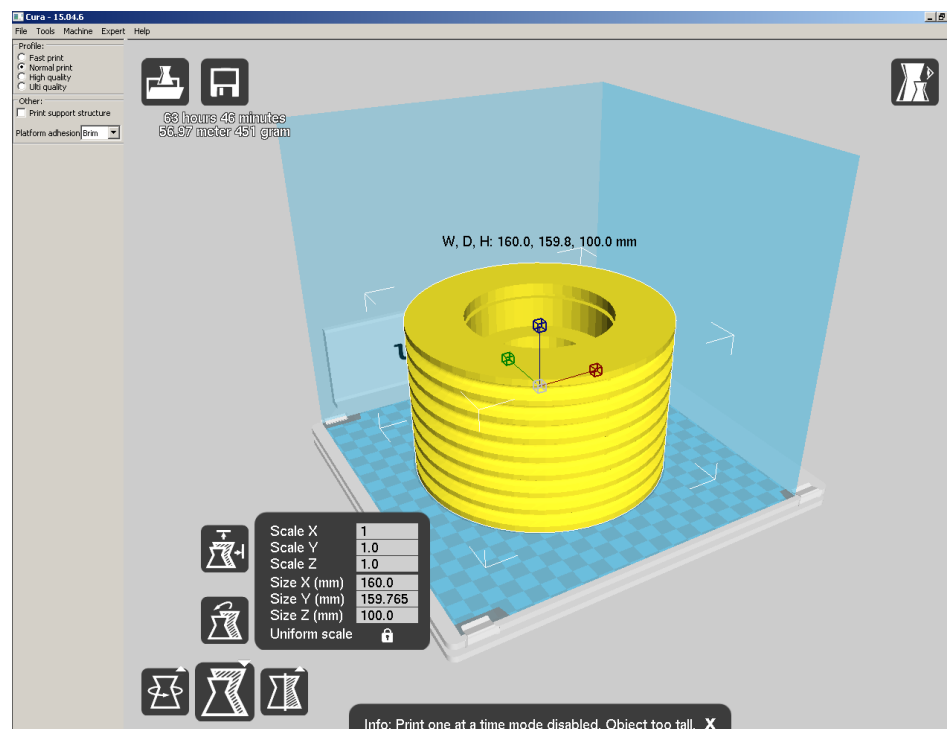 Cura - 15.04.6
File Tools Machine Expert Help
Profile:
Fast print
Normal print
High quality
Ulti quality
Other:
Print support structure
Platform adhesion Brim
63 hours 46 minutes
56.97 meter 451 gram
W, D, H: 160.0, 159.8, 100.0 mm
Scale X 1
Scale Y 1.0
Scale Z 1.0
Size X (mm) 160.0
Size Y (mm) 159.765
Size Z (mm) 100.0
Uniform scale
Info: Print one at a time mode disabled. Object too tall. X